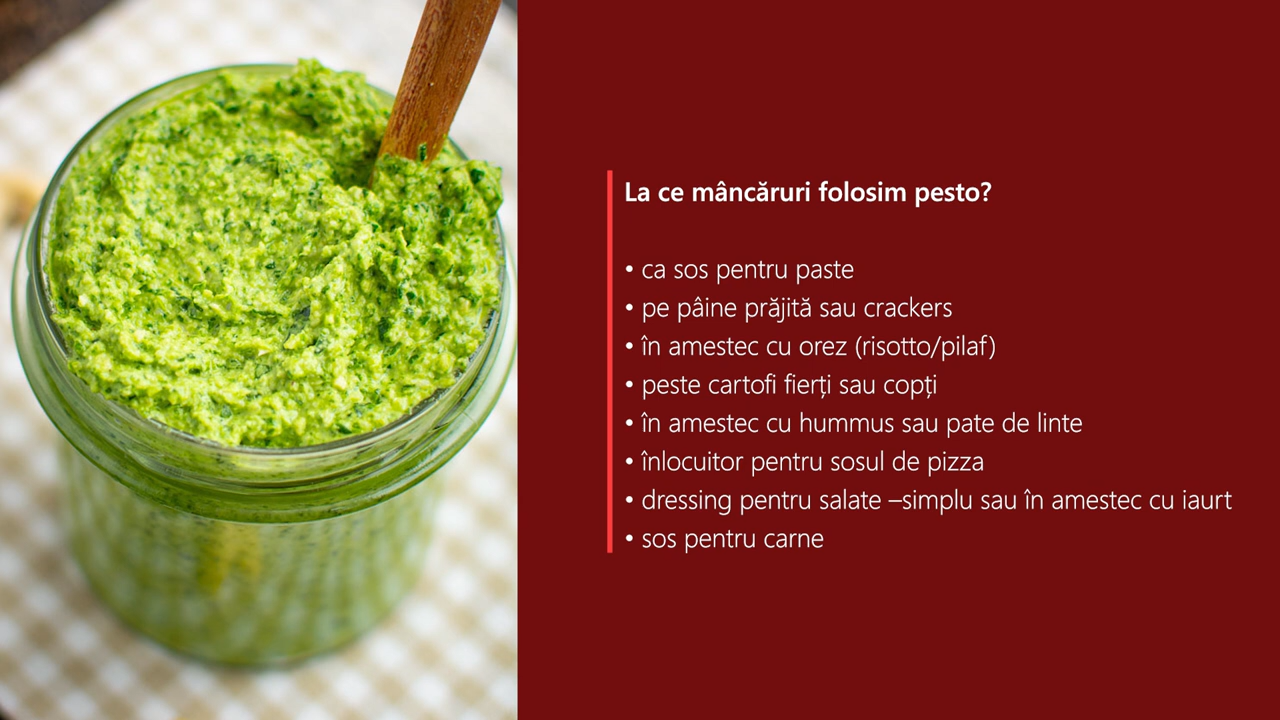 La ce mâncăruri folosim pesto?
• ca sos pentru paste
• pe pâine prăjită sau crackers
• în amestec cu orez (risotto/pilaf)
• peste cartofi fierți sau copți
• în amestec cu hummus sau pate de linte
• înlocuitor pentru sosul de pizza
• dressing pentru salate –simplu sau în amestec cu iaurt
• sos pentru carne